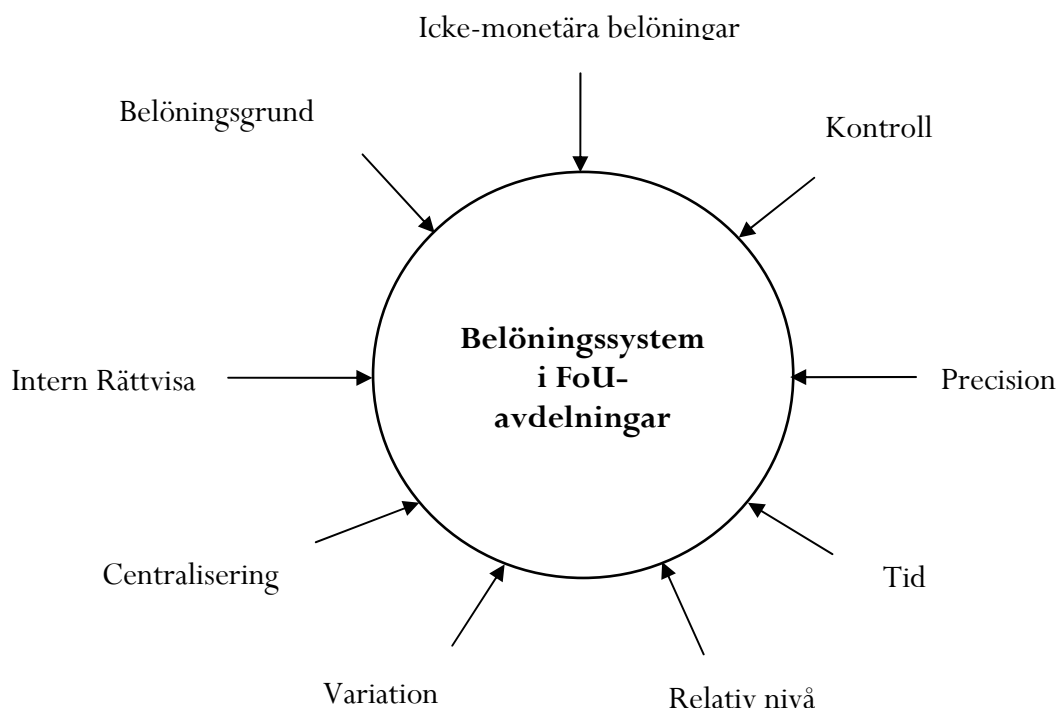 Icke-monetära belöningar
Belöningsgrund
Kontroll
Belöningssystem
i FoU-
avdelningar
Intern Rättvisa
Precision
Centralisering
Tid
Variation
Relativ nivå